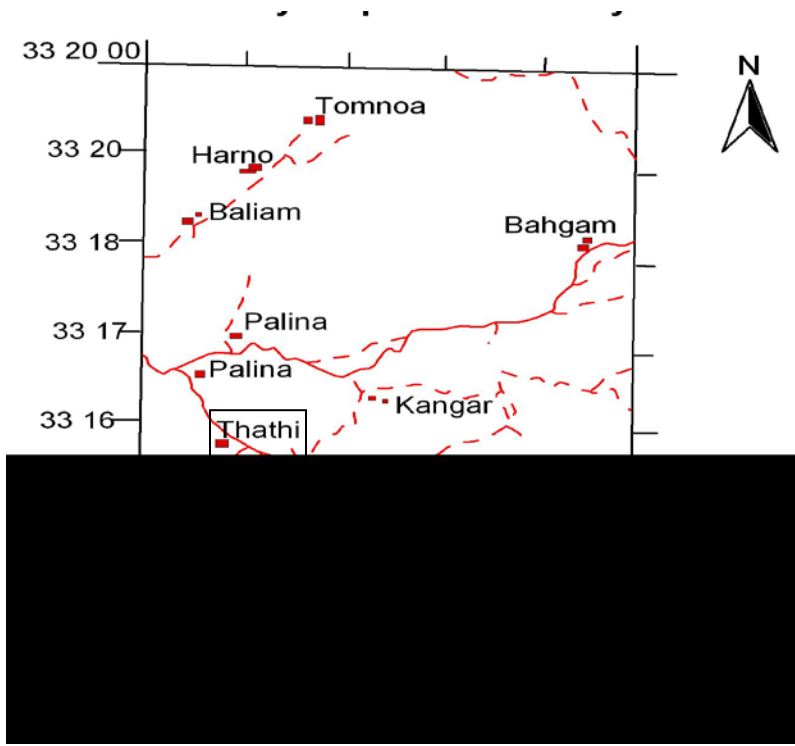 33 20 00
N
Tomnoa
33 20
Harno
Baliam
33 18
Bahgam
Palina
33 17
Palina
Kangar
33 16
Thathi